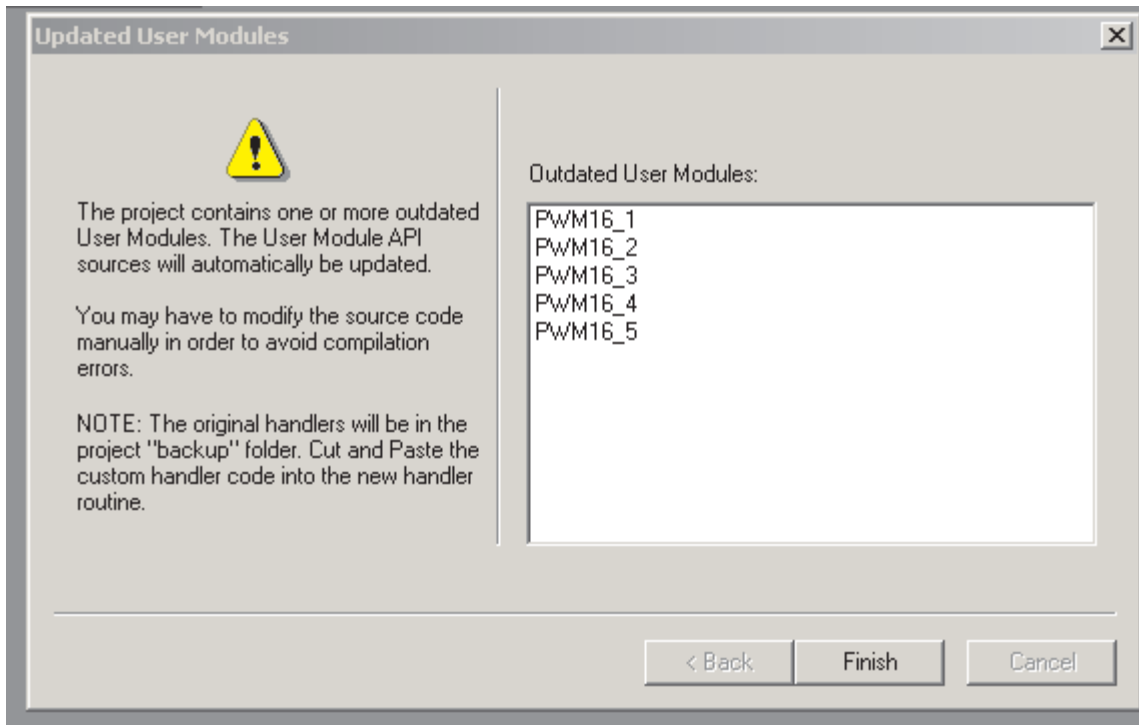 Updated User Modules
The project contains one or more outdated
User Modules. The User Module API
sources will automatically be updated.
You may have to modify the source code
manually in order to avoid compilation
errors.
NOTE: The original handlers will be in the
project "backup" folder. Cut and Paste the
custom handler code into the new handler
routine.
Outdated User Modules:
PWM16_1
PWM16_2
PWM16_3
PWM16_4
PWM16_5
< Back
Finish
Cancel